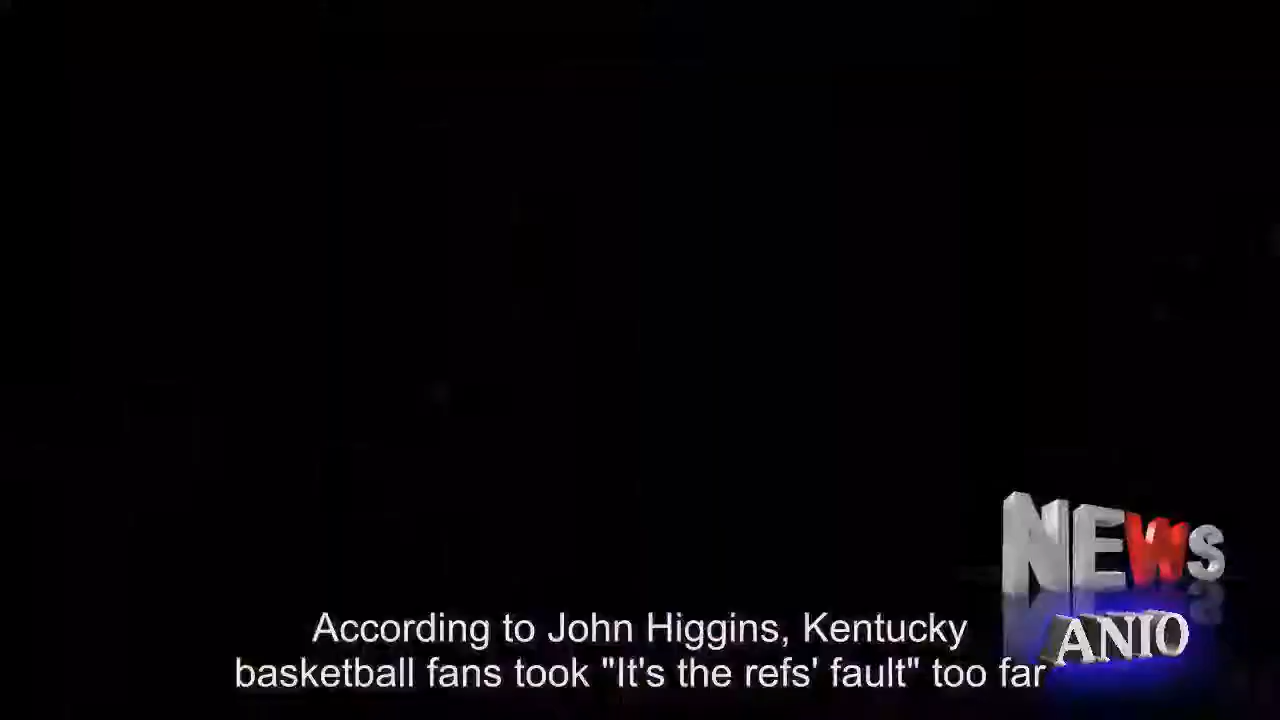 NEWS
ANIO
According to John Higgins, Kentucky
basketball fans took "It's the refs' fault" too far